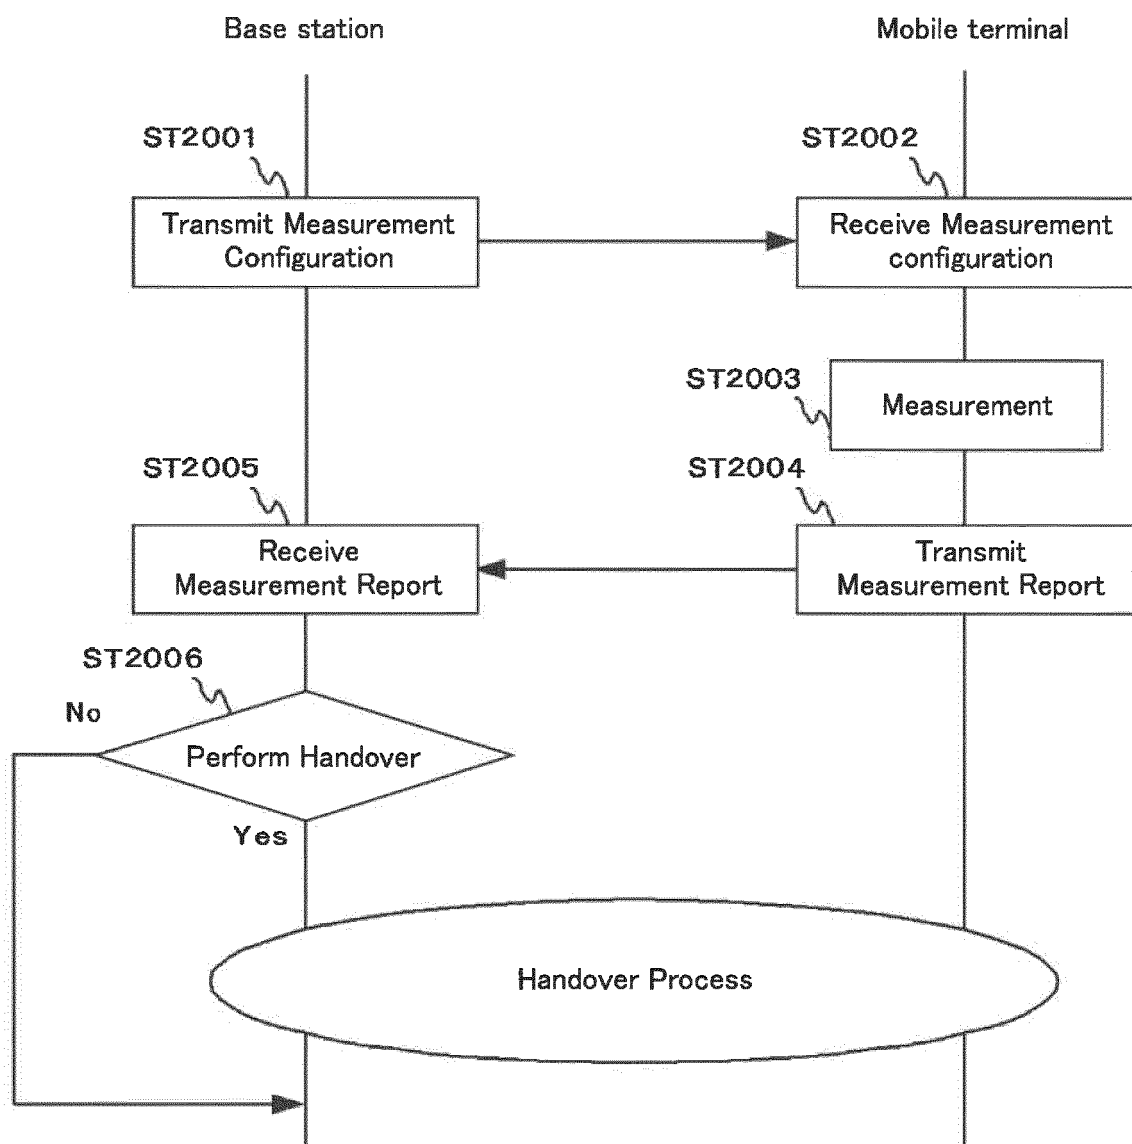 Base station
Mobile terminal
ST2001
ST2002
Transmit Measurement
Configuration
Receive Measurement
configuration
ST2003
Measurement
ST2005
ST2004
Receive
Measurement Report
Transmit
Measurement Report
ST2006
No
Perform Handover
Yes
Handover Process